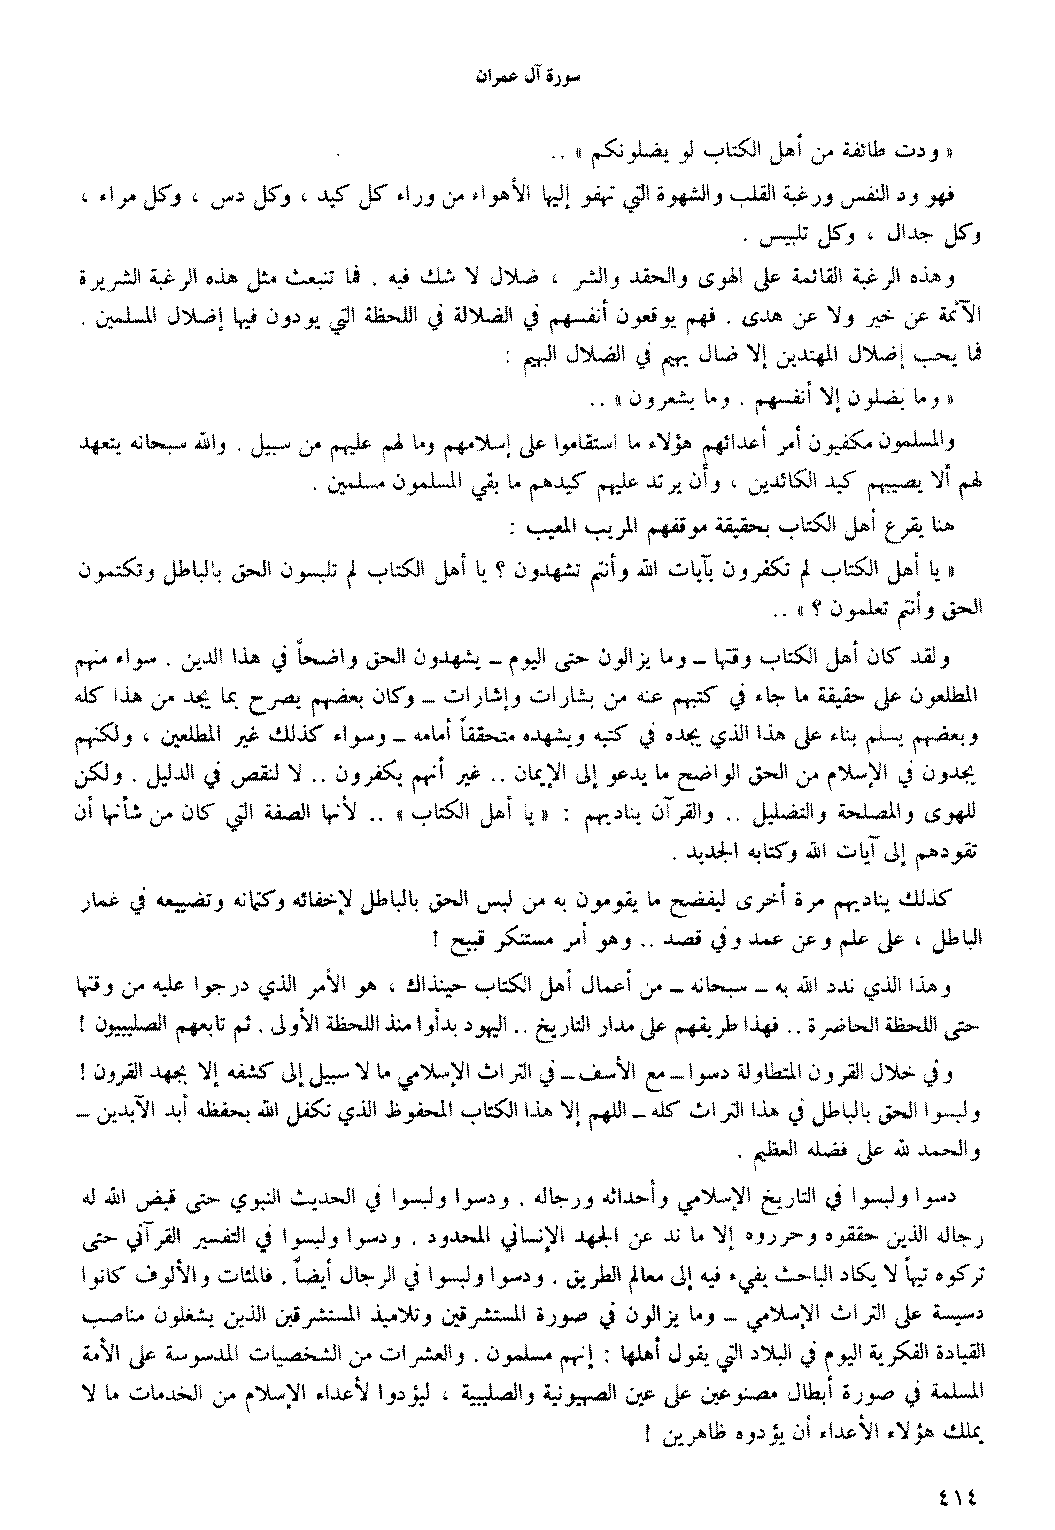 سورة آل عمران
« ودت طائفة من أهل الكتاب لو يضلونكم » ..
فهو ود النفس ورغبة القلب والشهوة التي تهفو إليها الأهواء من وراء كل كيد ، وكل دس ، وكل مراء ،
وكل جدال ، وكل تلبيس .
وهذه الرغبة القائمة على الهوى والحقد والشر ، ضلال لا شك فيه . فما تنبعث مثل هذه الرغبة الشريرة
الآثمة عن خير ولا عن هدى . فهم يوقعون أنفسهم في الضلالة في اللحظة التي يودون فيها إضلال المسلمين .
فما يحب إضلال المهتدين إلا ضال يهيم في الضلال البهيم :
« وما يضلون إلا أنفسهم . وما يشعرون » ..
والمسلمون مكفيون أمر أعدائهم هؤلاء ما استقاموا على إسلامهم وما لهم عليهم من سبيل . والله سبحانه يتعهد
لهم ألا يصيبهم كيد الكائدين ، وأن يرتد عليهم كيدهم ما بقي المسلمون مسلمين .
هنا يقرع أهل الكتاب بحقيقة موقفهم المريب المعيب :
« يا أهل الكتاب لم تكفرون بآيات الله وأنتم تشهدون ؟ يا أهل الكتاب لم تلبسون الحق بالباطل وتكتمون
الحق وأنتم تعلمون ؟ » ..
ولقد كان أهل الكتاب وقتها – وما يزالون حتى اليوم – يشهدون الحق واضحاً في هذا الدين . سواء منهم
المطلعون على حقيقة ما جاء في كتبهم عنه من بشارات وإشارات – وكان بعضهم يصرح بما يجد من هذا كله
وبعضهم يسلم بناء على هذا الذي يجده في كتبه ويشهده متحققاً أمامه – وسواء كذلك غير المطلعين ، ولكنهم
يجدون في الإسلام من الحق الواضح ما يدعو إلى الإيمان .. غير أنهم يكفرون .. لا لنقص في الدليل . ولكن
للهوى والمصلحة والتضليل .. والقرآن يناديهم : « يا أهل الكتاب » .. لأنها الصفة التي كان من شأنها أن
تقودهم إلى آيات الله وكتابه الجديد .
كذلك يناديهم مرة أخرى ليفضح ما يقومون به من لبس الحق بالباطل لإخفائه وكتمانه وتضييعه في غمار
الباطل ، على علم وعن عمد وفي قصد .. وهو أمر مستنكر قبيح !
وهذا الذي ندد الله به – سبحانه – من أعمال أهل الكتاب حينذاك ، هو الأمر الذي درجوا عليه من وقتها
حتى اللحظة الحاضرة .. فهذا طريقهم على مدار التاريخ .. اليهود بدأوا منذ اللحظة الأولى . ثم تابعهم الصليبيون !
وفي خلال القرون المتطاولة دسوا – مع الأسف – في التراث الإسلامي ما لا سبيل إلى كشفه إلا بجهد القرون !
ولبسوا الحق بالباطل في هذا التراث كله – اللهم إلا هذا الكتاب المحفوظ الذي تكفل الله بحفظه أبد الآبدين –
والحمد لله على فضله العظيم .
دسوا ولبسوا في التاريخ الإسلامي وأحداثه ورجاله . ودسوا ولبسوا في الحديث النبوي حتى قيض الله له
رجاله الذين حققوه وحرروه إلا ما ند عن الجهد الإنساني المحدود . ودسوا ولبسوا في التفسير القرآني حتى
تركوه تيهاً لا يكاد الباحث يفيء فيه إلى معالم الطريق . ودسوا ولبسوا في الرجال أيضاً . فالمئات والألوف كانوا
دسيسة على التراث الإسلامي – وما يزالون في صورة المستشرقين وتلاميذ المستشرقين الذين يشغلون مناصب
القيادة الفكرية اليوم في البلاد التي يقول أهلها : إنهم مسلمون . والعشرات من الشخصيات المدسوسة على الأمة
المسلمة في صورة أبطال مصنوعين على عين الصهيونية والصليبية ، ليؤدوا لأعداء الإسلام من الخدمات ما لا
يملك هؤلاء الأعداء أن يؤدوه ظاهرين !
٤١٤